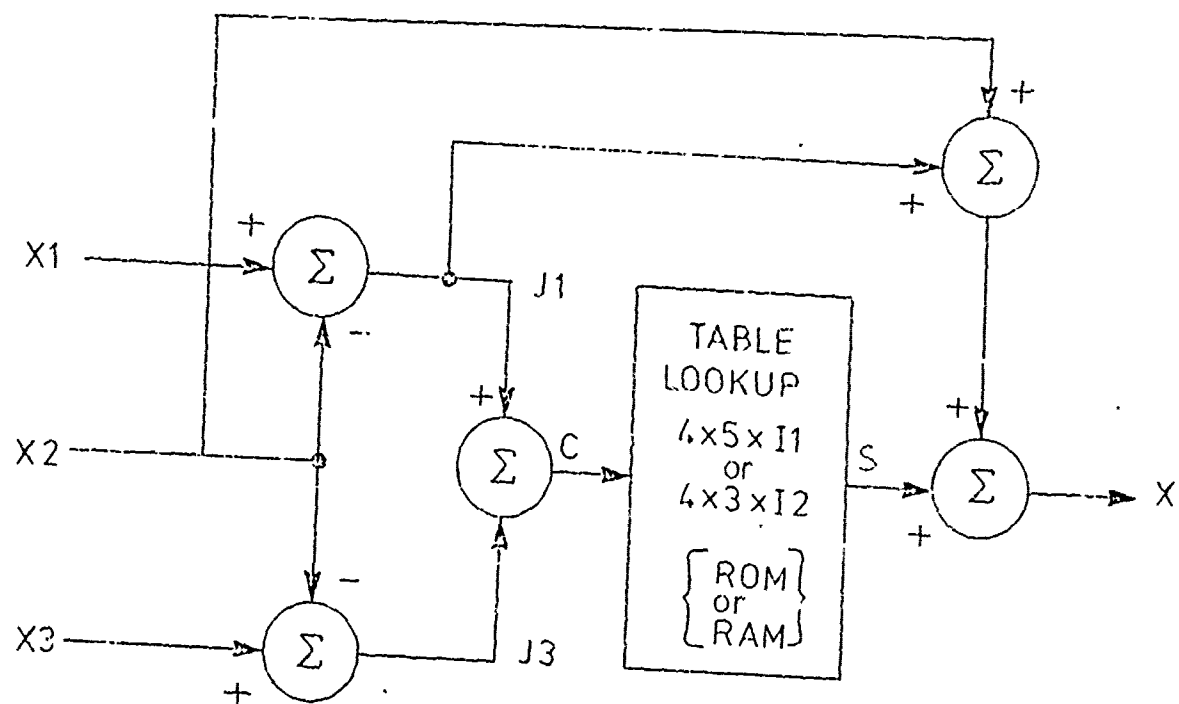 +
+
Σ
X1
+
Σ
−
J1
TABLE
LOOKUP
4x5xI1
or
4x3xI2
{ROM}
or
{RAM}
X2
+
Σ
C
S
+
+
Σ
X
X3
+
−
Σ
J3